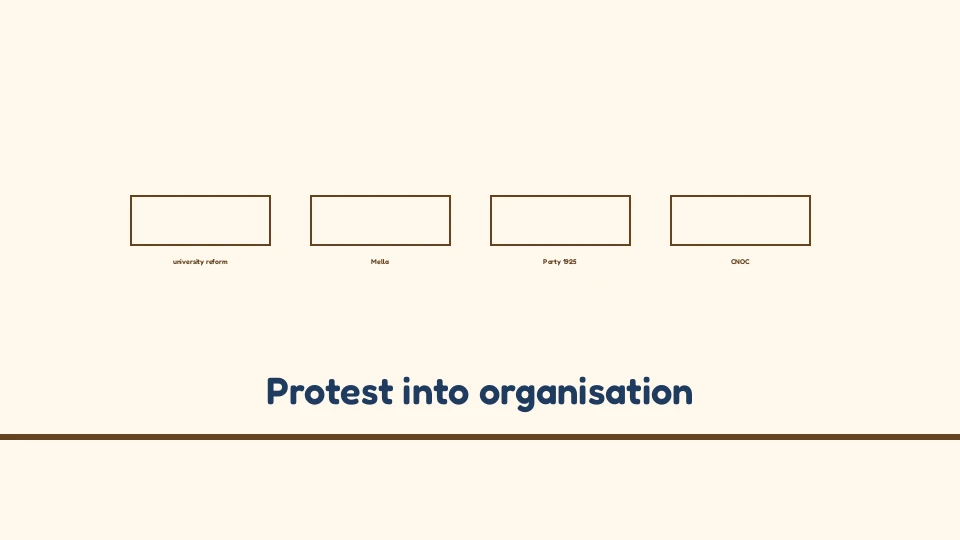 university reform
Mella
Party 1925
CNOC
Protest into organisation